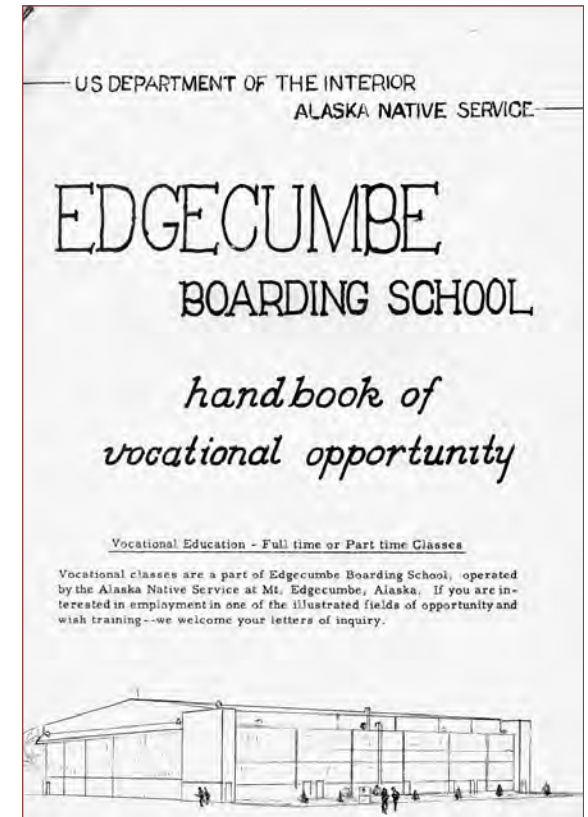 US DEPARTMENT OF THE INTERIOR
ALASKA NATIVE SERVICE
EDGECUMBE
BOARDING SCHOOL
handbook of
vocational opportunity
Vocational Education - Full time or Part time Classes
Vocational classes are a part of Edgecumbe Boarding School, operated
by the Alaska Native Service at Mt. Edgecumbe, Alaska. If you are in-
terested in employment in one of the illustrated fields of opportunity and
wish training--we welcome your letters of inquiry.